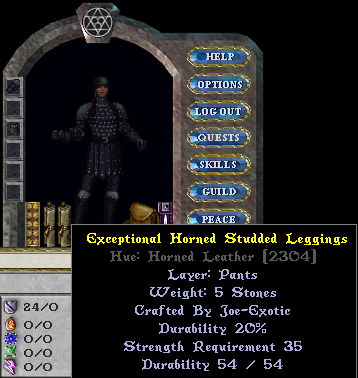 HELP
OPTIONS
LOG OUT
QUESTS
SKILLS
GUILD
PEACE
Exceptional Horned Studded Leggings
Hue: Horned Leather [2304]
Layer: Pants
Weight: 5 Stones
Crafted By Joe-Exotic
Durability 20%
Strength Requirement 35
Durability 54 / 54
24/0
0/0
0/0
0/0
0/0